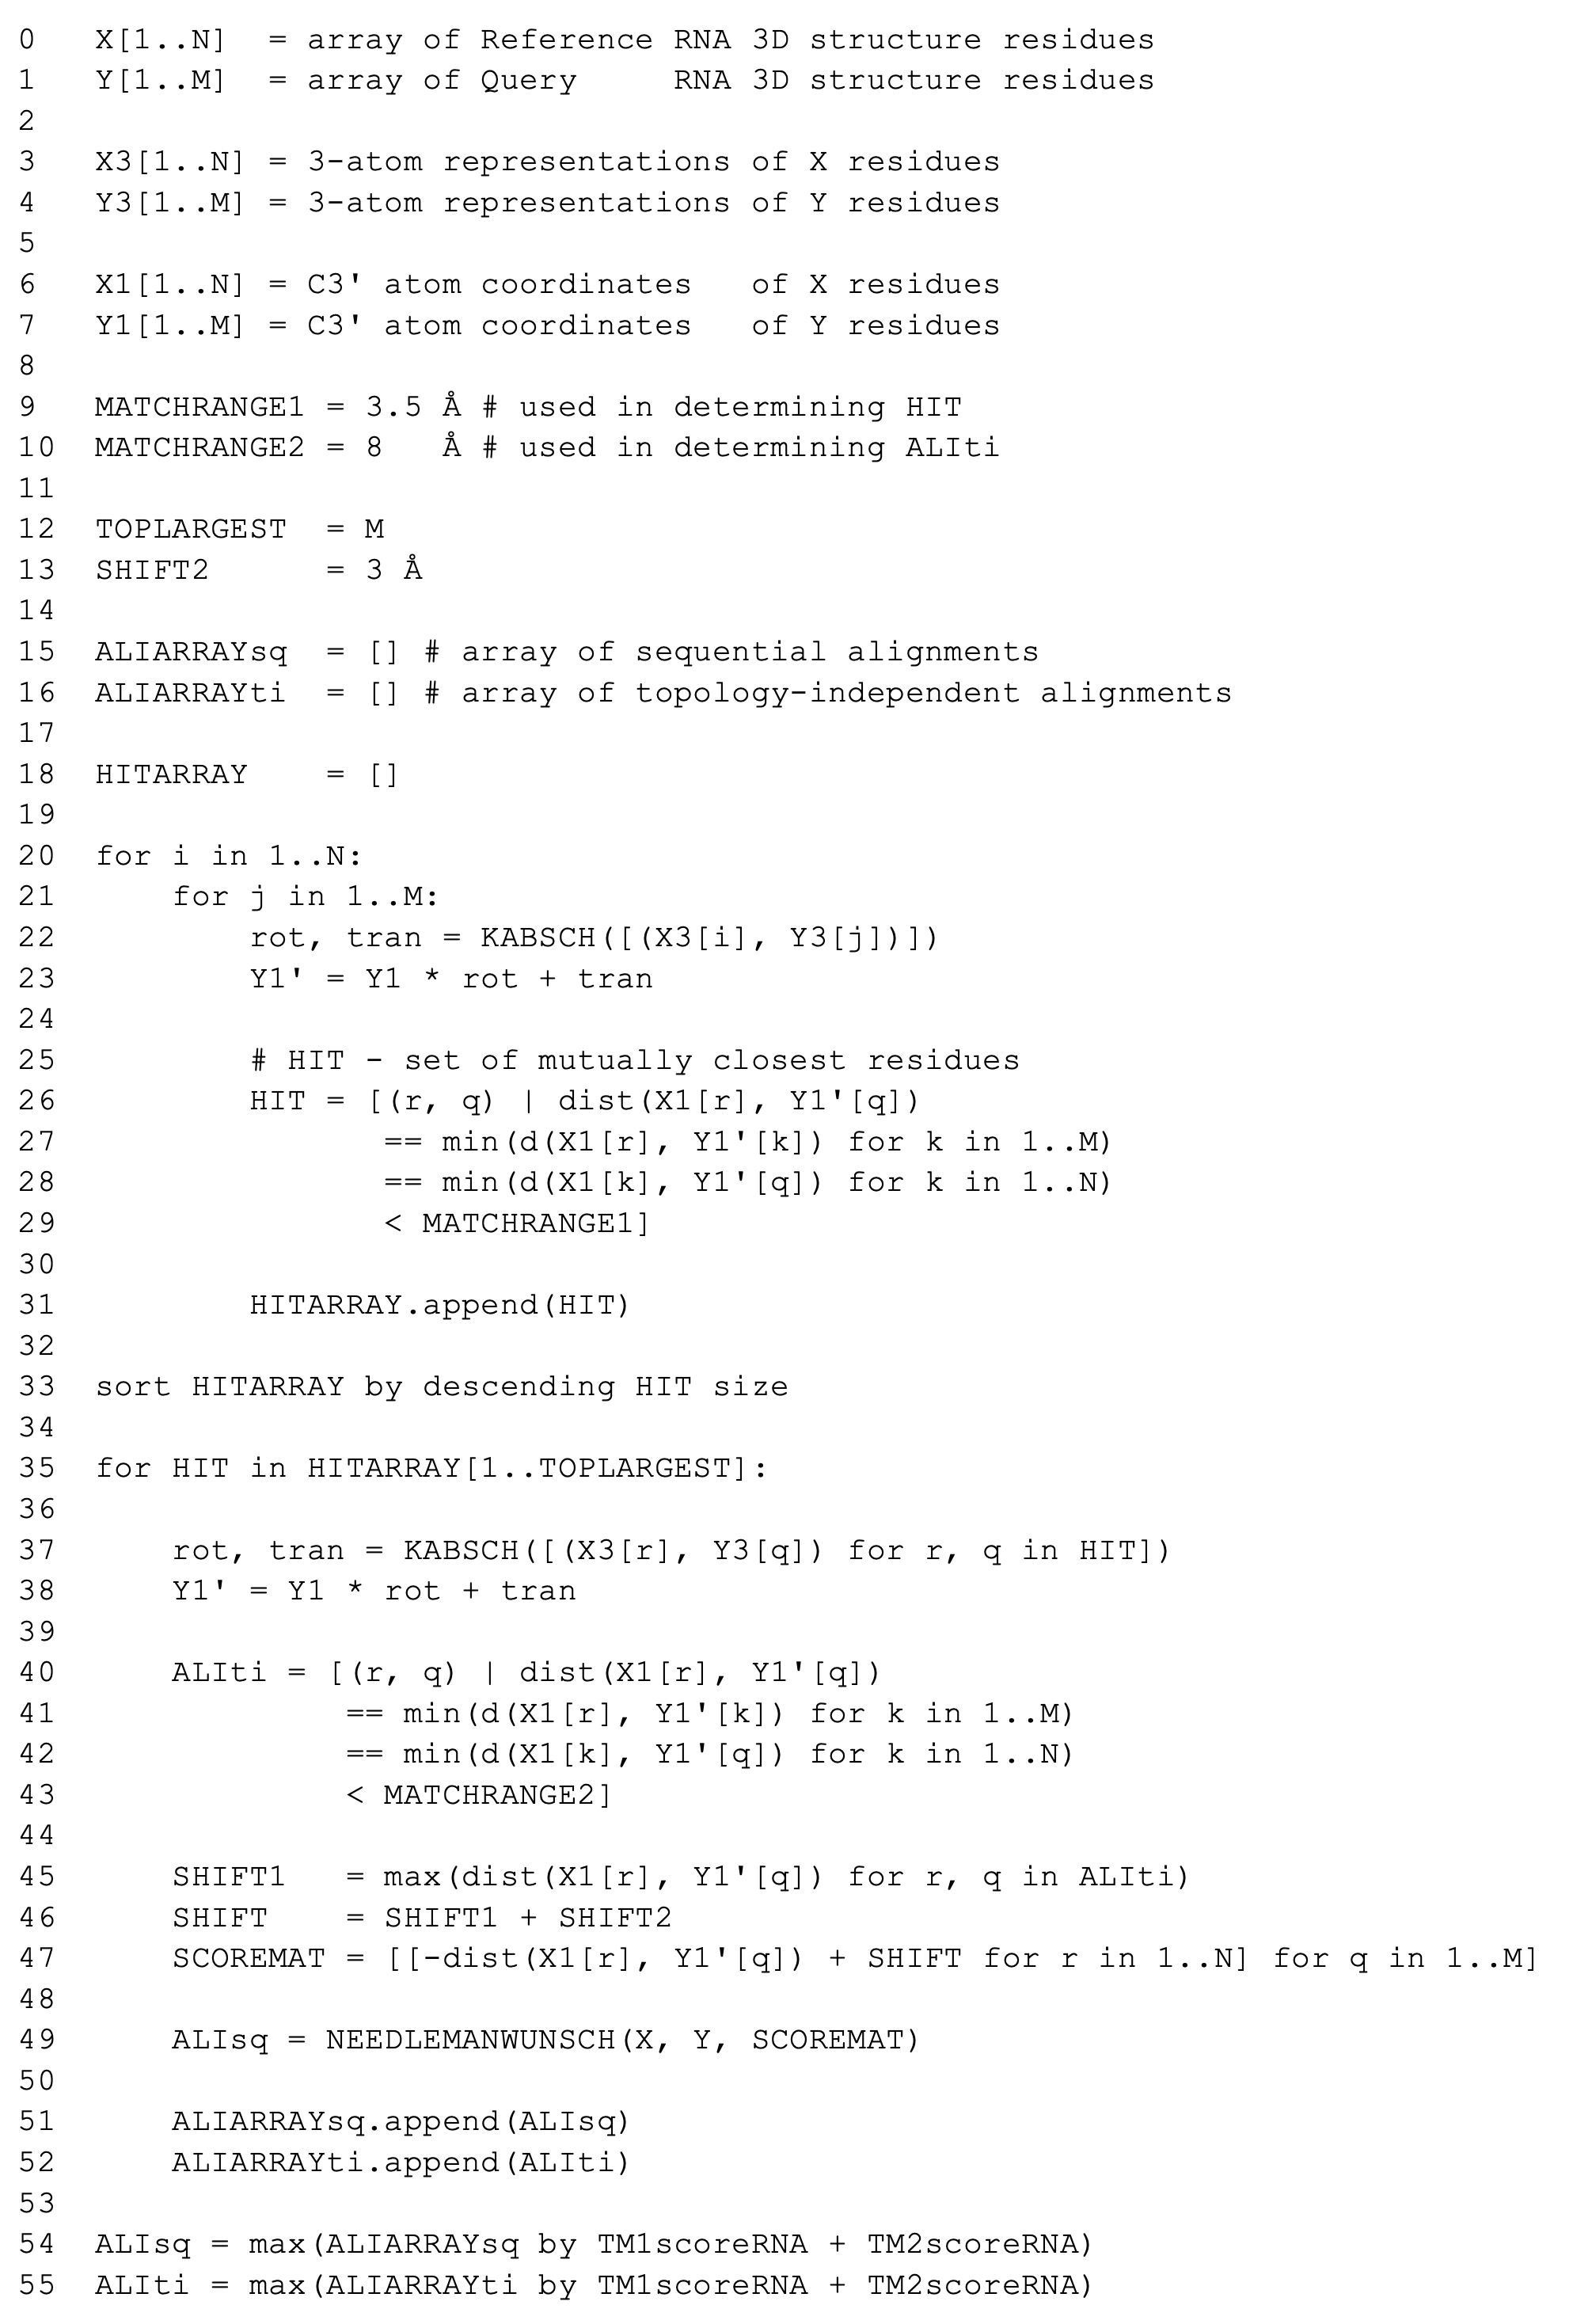 0   X[1..N]  = array of Reference RNA 3D structure residues
1   Y[1..M]  = array of Query     RNA 3D structure residues
2
3   X3[1..N] = 3-atom representations of X residues
4   Y3[1..M] = 3-atom representations of Y residues
5
6   X1[1..N] = C3' atom coordinates   of X residues
7   Y1[1..M] = C3' atom coordinates   of Y residues
8
9   MATCHRANGE1 = 3.5 Å # used in determining HIT
10  MATCHRANGE2 = 8   Å # used in determining ALIti
11
12  TOPLARGEST  = M
13  SHIFT2      = 3 Å
14
15  ALIARRAYsq  = [] # array of sequential alignments
16  ALIARRAYti  = [] # array of topology-independent alignments
17
18  HITARRAY    = []
19
20  for i in 1..N:
21      for j in 1..M:
22          rot, tran = KABSCH([(X3[i], Y3[j])])
23          Y1' = Y1 * rot + tran
24
25          # HIT - set of mutually closest residues
26          HIT = [(r, q) | dist(X1[r], Y1'[q])
27                 == min(d(X1[r], Y1'[k]) for k in 1..M)
28                 == min(d(X1[k], Y1'[q]) for k in 1..N)
29                 < MATCHRANGE1]
30
31          HITARRAY.append(HIT)
32
33  sort HITARRAY by descending HIT size
34
35  for HIT in HITARRAY[1..TOPLARGEST]:
36
37      rot, tran = KABSCH([(X3[r], Y3[q]) for r, q in HIT])
38      Y1' = Y1 * rot + tran
39
40      ALIti = [(r, q) | dist(X1[r], Y1'[q])
41               == min(d(X1[r], Y1'[k]) for k in 1..M)
42               == min(d(X1[k], Y1'[q]) for k in 1..N)
43               < MATCHRANGE2]
44
45      SHIFT1   = max(dist(X1[r], Y1'[q]) for r, q in ALIti)
46      SHIFT    = SHIFT1 + SHIFT2
47      SCOREMAT = [[-dist(X1[r], Y1'[q]) + SHIFT for r in 1..N] for q in 1..M]
48
49      ALIsq = NEEDLEMANWUNSCH(X, Y, SCOREMAT)
50
51      ALIARRAYsq.append(ALIsq)
52      ALIARRAYti.append(ALIti)
53
54  ALIsq = max(ALIARRAYsq by TM1scoreRNA + TM2scoreRNA)
55  ALIti = max(ALIARRAYti by TM1scoreRNA + TM2scoreRNA)